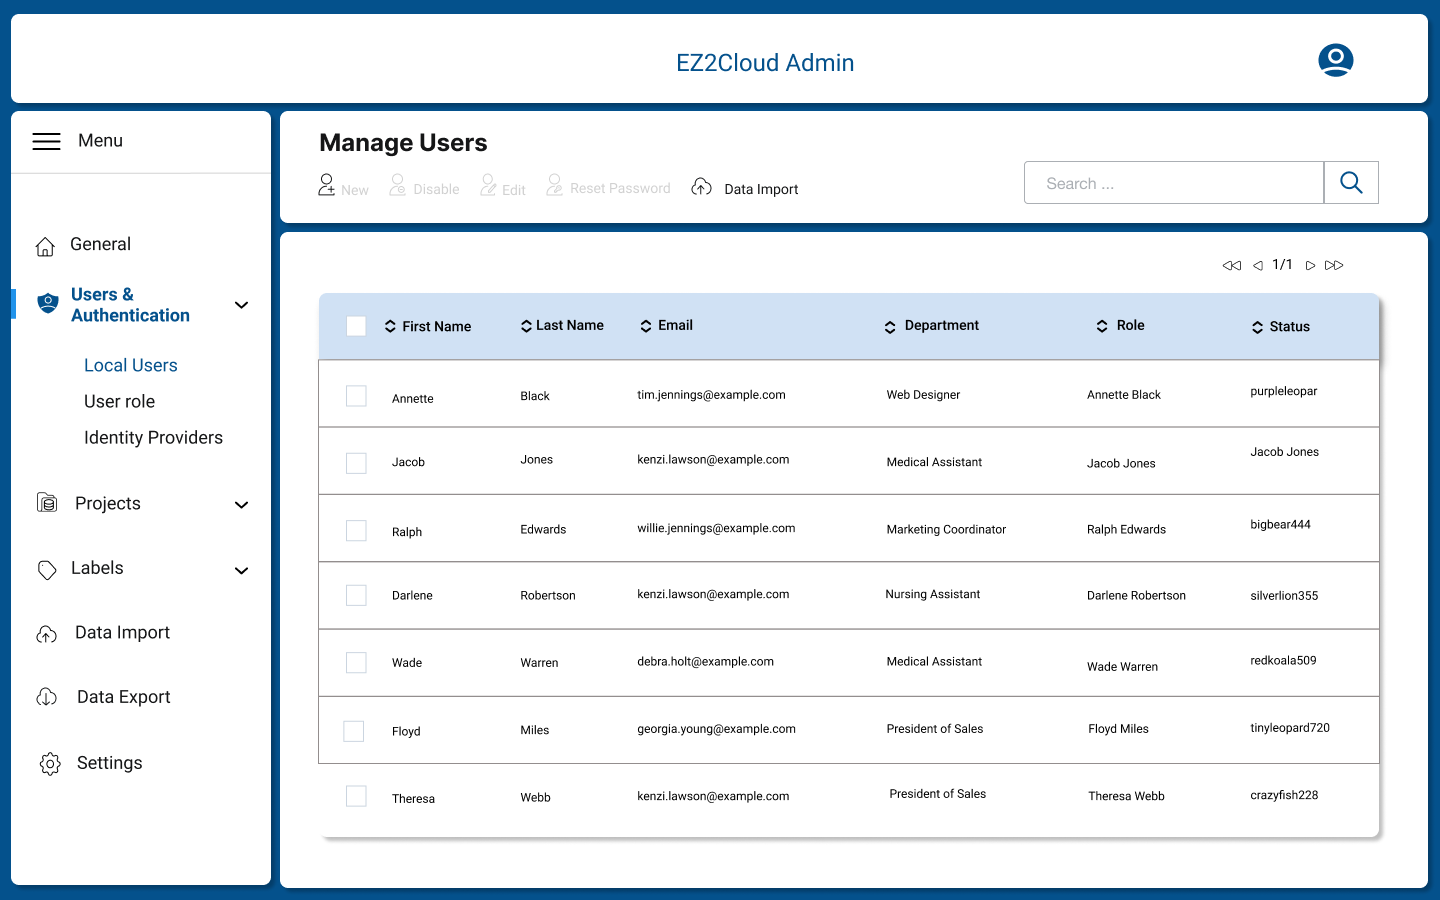 EZ2Cloud Admin
Menu
General
Users &
Authentication
Local Users
User role
Identity Providers
Projects
Labels
Data Import
Data Export
Settings
Manage Users
New Disable Edit Reset Password Data Import
Search ...
1/1
First Name Last Name Email Department Role Status
Annette Black tim.jennings@example.com Web Designer Annette Black purpleleopar
Jacob Jones kenzi.lawson@example.com Medical Assistant Jacob Jones Jacob Jones
Ralph Edwards willie.jennings@example.com Marketing Coordinator Ralph Edwards bigbear444
Darlene Robertson kenzi.lawson@example.com Nursing Assistant Darlene Robertson silverlion355
Wade Warren debra.holt@example.com Medical Assistant Wade Warren redkoala509
Floyd Miles georgia.young@example.com President of Sales Floyd Miles tinyleopard720
Theresa Webb kenzi.lawson@example.com President of Sales Theresa Webb crazyfish228